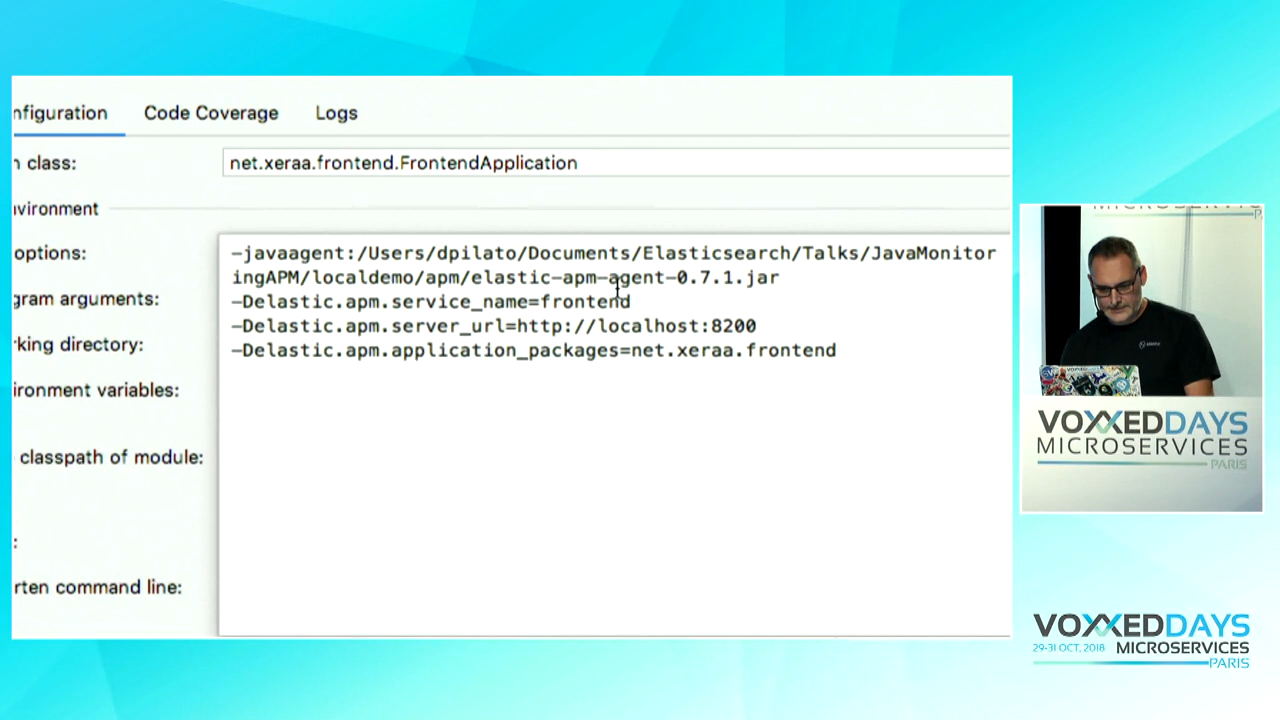 nfiguration
Code Coverage
Logs
class:
net.xeraa.frontend.FrontendApplication
vironment
options:
-javaagent:/Users/dpilato/Documents/Elasticsearch/Talks/JavaMonitor
ingAPM/localdemo/apm/elastic-apm-agent-0.7.1.jar
-Delastic.apm.service_name=frontend
-Delastic.apm.server_url=http://localhost:8200
-Delastic.apm.application_packages=net.xeraa.frontend
gram arguments:
rking directory:
ironment variables:
classpath of module:
:
rten command line:
VOXXEDDAYS
MICROSERVICES
PARIS
VOXXEDDAYS
29-31 OCT, 2018 MICROSERVICES
PARIS